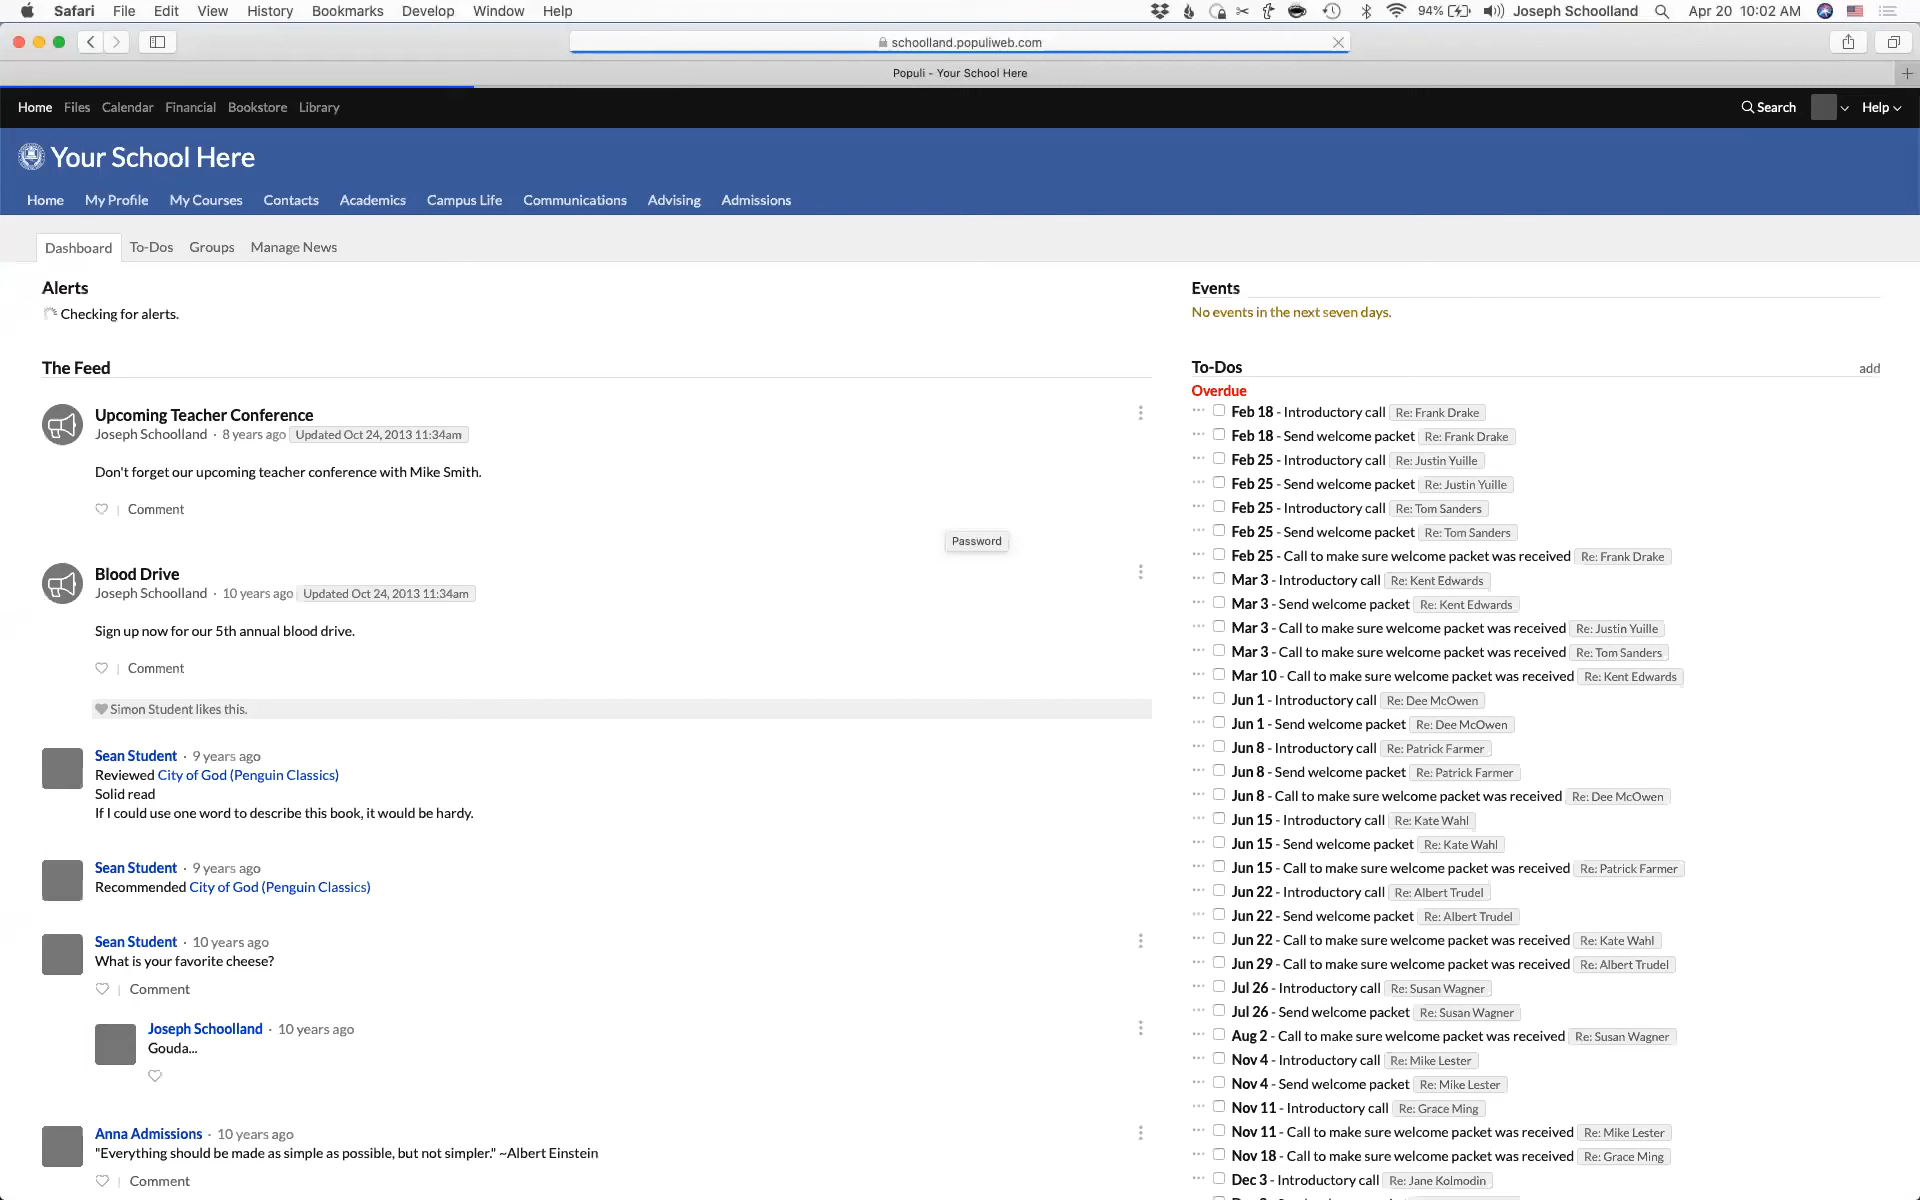 Safari File Edit View History Bookmarks Develop Window Help 94% Joseph Schoolland Apr 20 10:02 AM
schoolland.populiweb.com
Populi - Your School Here
Home Files Calendar Financial Bookstore Library Search Help
Your School Here
Home My Profile My Courses Contacts Academics Campus Life Communications Advising Admissions
Dashboard To-Dos Groups Manage News
Alerts
Checking for alerts.
The Feed
Upcoming Teacher Conference
Joseph Schoolland · 8 years ago Updated Oct 24, 2013 11:34am
Don't forget our upcoming teacher conference with Mike Smith.
Comment
Password
Blood Drive
Joseph Schoolland · 10 years ago Updated Oct 24, 2013 11:34am
Sign up now for our 5th annual blood drive.
Comment
Simon Student likes this.
Sean Student · 9 years ago
Reviewed City of God (Penguin Classics)
Solid read
If I could use one word to describe this book, it would be hardy.
Sean Student · 9 years ago
Recommended City of God (Penguin Classics)
Sean Student · 10 years ago
What is your favorite cheese?
Comment
Joseph Schoolland · 10 years ago
Gouda...
Anna Admissions · 10 years ago
"Everything should be made as simple as possible, but not simpler." ~Albert Einstein
Comment
Events
No events in the next seven days.
To-Dos add
Overdue
Feb 18 - Introductory call Re: Frank Drake
Feb 18 - Send welcome packet Re: Frank Drake
Feb 25 - Introductory call Re: Justin Yuille
Feb 25 - Send welcome packet Re: Justin Yuille
Feb 25 - Introductory call Re: Tom Sanders
Feb 25 - Send welcome packet Re: Tom Sanders
Feb 25 - Call to make sure welcome packet was received Re: Frank Drake
Mar 3 - Introductory call Re: Kent Edwards
Mar 3 - Send welcome packet Re: Kent Edwards
Mar 3 - Call to make sure welcome packet was received Re: Justin Yuille
Mar 3 - Call to make sure welcome packet was received Re: Tom Sanders
Mar 10 - Call to make sure welcome packet was received Re: Kent Edwards
Jun 1 - Introductory call Re: Dee McOwen
Jun 1 - Send welcome packet Re: Dee McOwen
Jun 8 - Introductory call Re: Patrick Farmer
Jun 8 - Send welcome packet Re: Patrick Farmer
Jun 8 - Call to make sure welcome packet was received Re: Dee McOwen
Jun 15 - Introductory call Re: Kate Wahl
Jun 15 - Send welcome packet Re: Kate Wahl
Jun 15 - Call to make sure welcome packet was received Re: Patrick Farmer
Jun 22 - Introductory call Re: Albert Trudel
Jun 22 - Send welcome packet Re: Albert Trudel
Jun 22 - Call to make sure welcome packet was received Re: Kate Wahl
Jun 29 - Call to make sure welcome packet was received Re: Albert Trudel
Jul 26 - Introductory call Re: Susan Wagner
Jul 26 - Send welcome packet Re: Susan Wagner
Aug 2 - Call to make sure welcome packet was received Re: Susan Wagner
Nov 4 - Introductory call Re: Mike Lester
Nov 4 - Send welcome packet Re: Mike Lester
Nov 11 - Introductory call Re: Grace Ming
Nov 11 - Call to make sure welcome packet was received Re: Mike Lester
Nov 18 - Call to make sure welcome packet was received Re: Grace Ming
Dec 3 - Introductory call Re: Jane Kolmodin